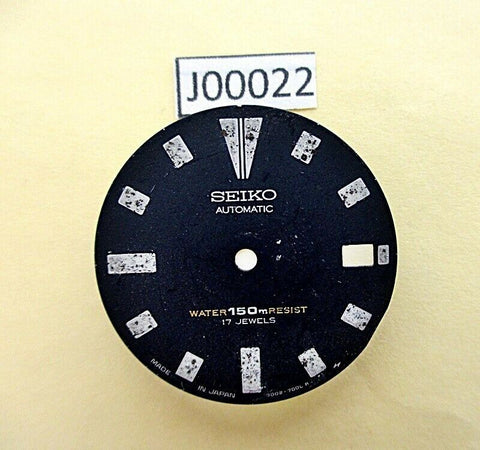 J00022
SEIKO
AUTOMATIC
WATER 150m RESIST
17 JEWELS
MADE IN JAPAN